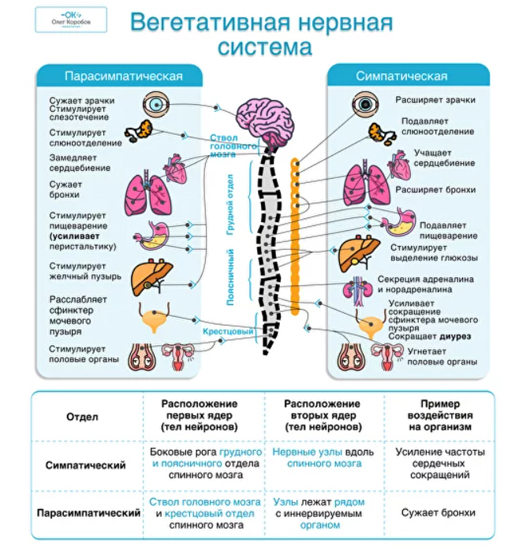 ОК
Олег Коробов
Вегетативная нервная
система
Парасимпатическая
Сужает зрачки
Стимулирует
слезотечение
Стимулирует
слюноотделение
Замедляет
сердцебиение
Сужает
бронхи
Стимулирует
пищеварение
(усиливает
перистальтику)
Стимулирует
желчный пузырь
Расслабляет
сфинктер
мочевого
пузыря
Стимулирует
половые органы
Ствол
головного
мозга
Грудной отдел
Поясничный
Крестцовый
Симпатическая
Расширяет зрачки
Подавляет
слюноотделение
Учащает
сердцебиение
Расширяет бронхи
Подавляет
пищеварение
Стимулирует
выделение глюкозы
Секреция адреналина
и норадреналина
Усиливает
сокращение
сфинктера мочевого
пузыря
Сокращает диурез
Угнетает
половые органы
Отдел
Расположение
первых ядер
(тел нейронов)
Расположение
вторых ядер
(тел нейронов)
Пример
воздействия
на организм
Симпатический
Боковые рога грудного
и поясничного отдела
спинного мозга
Нервные узлы вдоль
спинного мозга
Усиление частоты
сердечных
сокращений
Парасимпатический
Ствол головного мозга
и крестцовый отдел
спинного мозга
Узлы лежат рядом
с иннервируемым
органом
Сужает бронхи